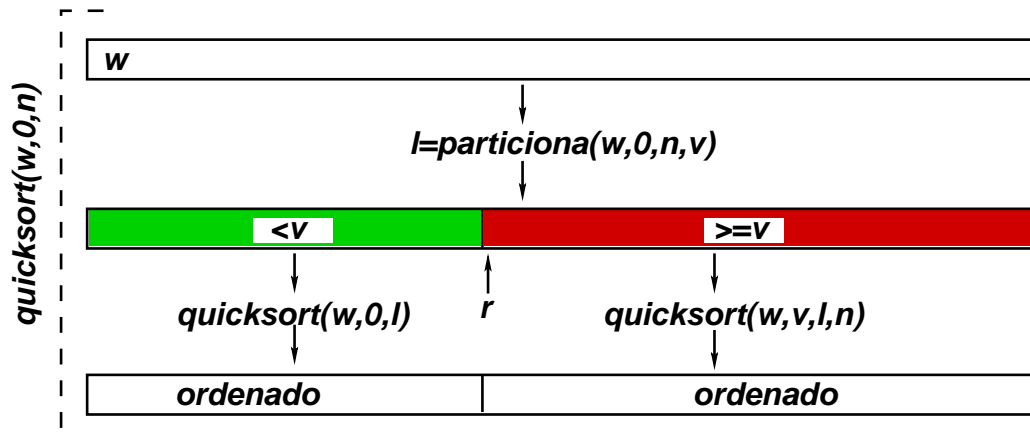 quicksort(w,0,n)
w
l=particiona(w,0,n,v)
<v
>=v
quicksort(w,0,l)
r
quicksort(w,v,l,n)
ordenado
ordenado